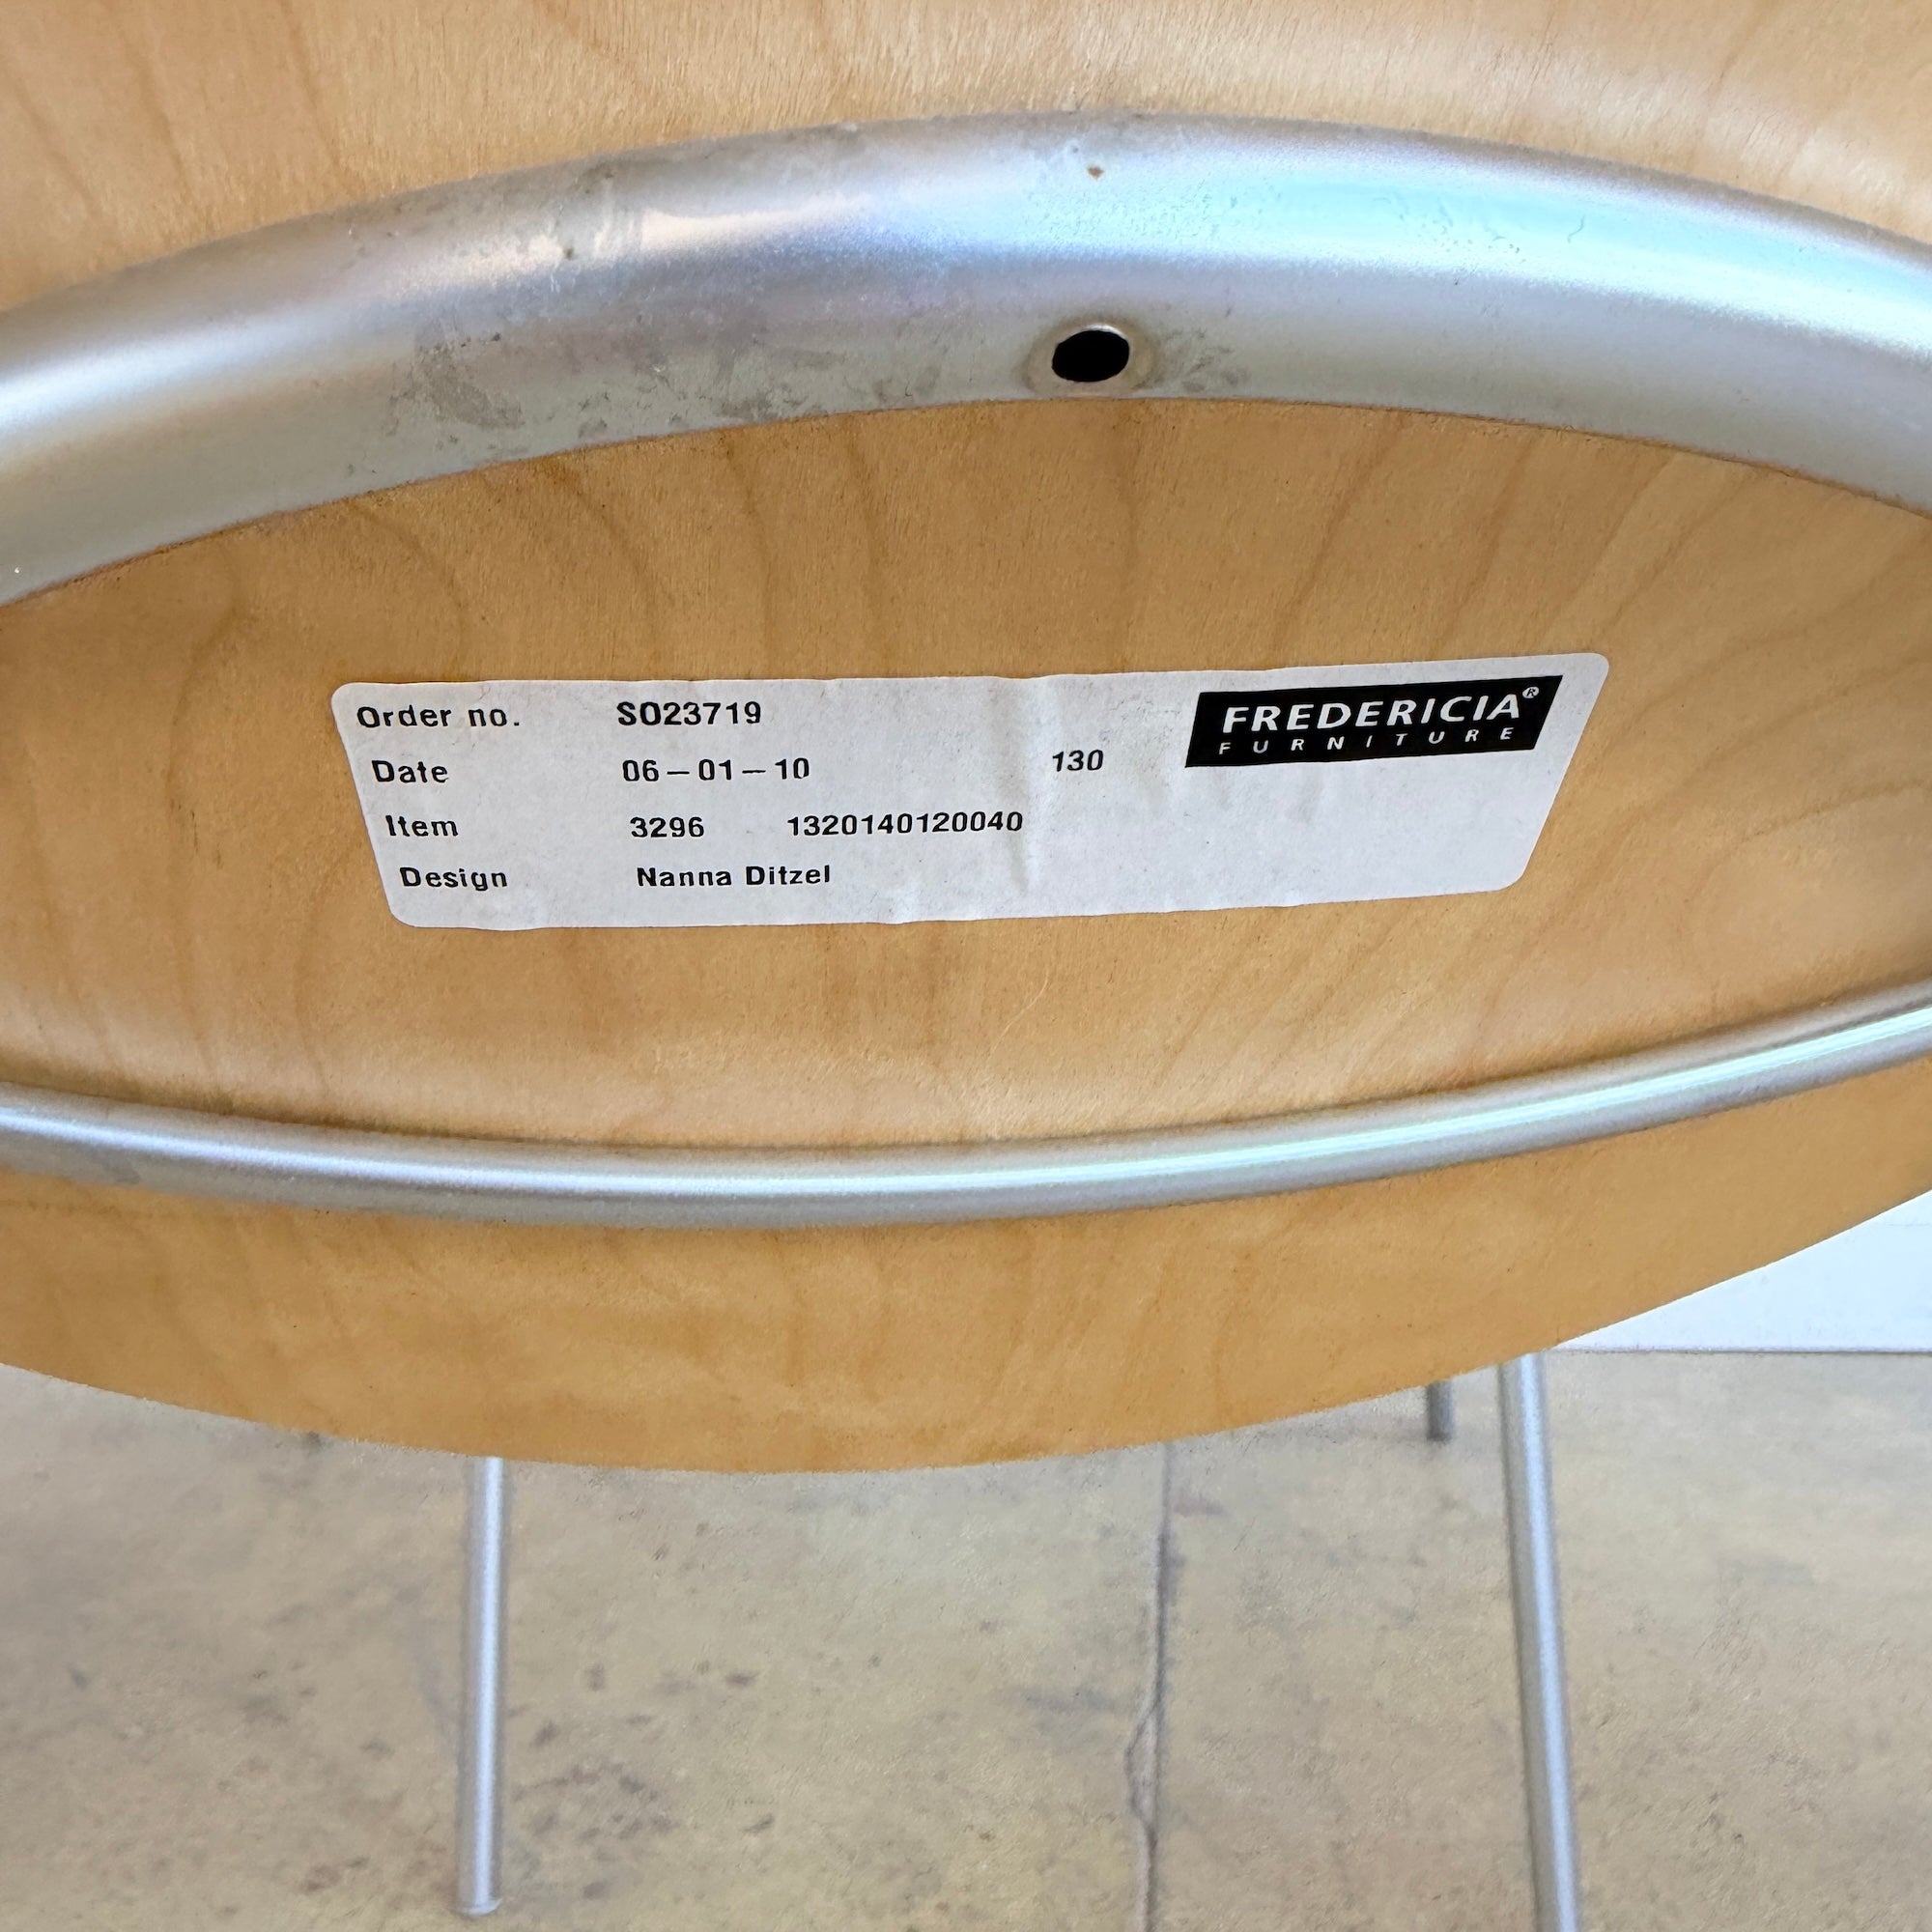 Order no. SO23719
Date 06-01-10 130
Item 3296 1320140120040
Design Nanna Ditzel
FREDERICIA®
FURNITURE